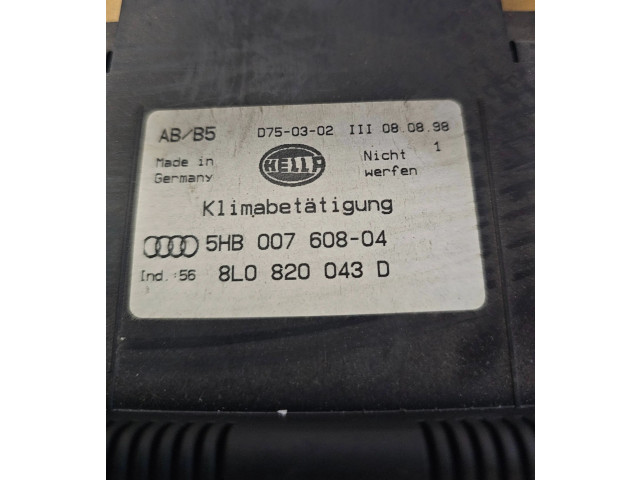 AB/B5 D75-03-02 III 08.08.98
Made in Germany HELLA Nicht werfen 1
Klimabetätigung
5HB 007 608-04
Ind.:56 8L0 820 043 D